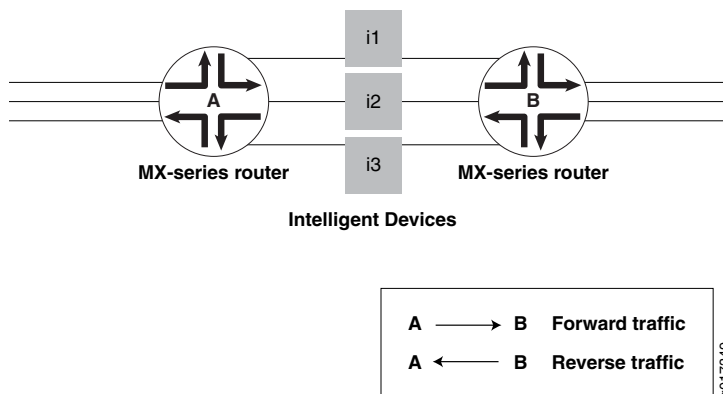 i1
A
i2
B
i3
MX-series router
MX-series router
Intelligent Devices
A B Forward traffic
A B Reverse traffic